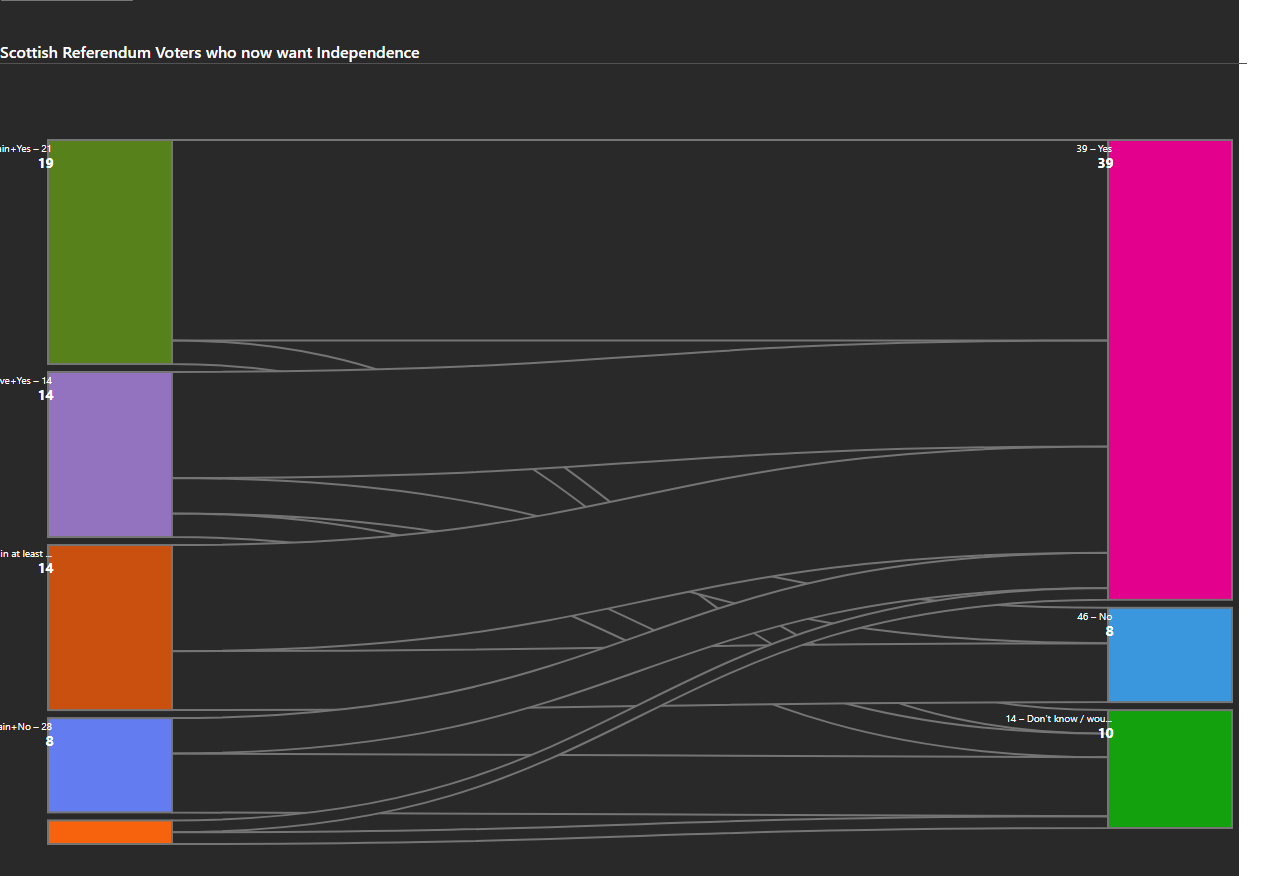 Scottish Referendum Voters who now want Independence
ain+Yes – 21
19
39 – Yes
39
ve+Yes – 14
14
in at least ...
14
46 – No
8
14 – Don't know / wou...
10
ain+No – 28
8